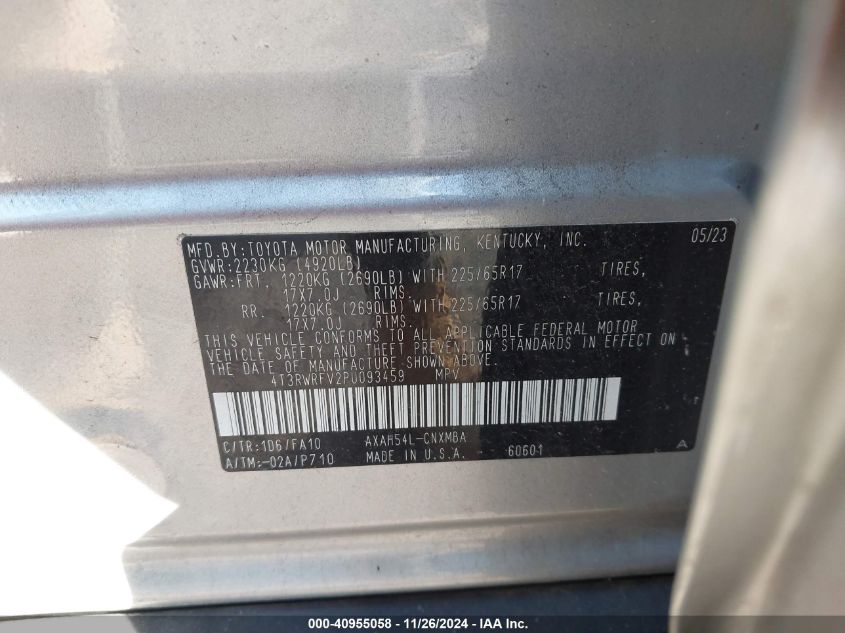 MFD. BY: TOYOTA MOTOR MANUFACTURING, KENTUCKY, INC. 05/23
GVWR: 2230KG (4920LB)
GAWR: FRT. 1220KG (2690LB) WITH 225/65R17 TIRES,
17X7.0J RIMS.
RR. 1220KG (2690LB) WITH 225/65R17 TIRES,
17X7.0J RIMS.
THIS VEHICLE CONFORMS TO ALL APPLICABLE FEDERAL MOTOR
VEHICLE SAFETY AND THEFT PREVENTION STANDARDS IN EFFECT ON
THE DATE OF MANUFACTURE SHOWN ABOVE.
4T3RWRFV2PU093459 MPV
C/TR: 1D6/FA10 AXAH54L-CNXMBA
A/TM: -02A/P710 MADE IN U.S.A. 60601 A
000-40955058 - 11/26/2024 - IAA Inc.